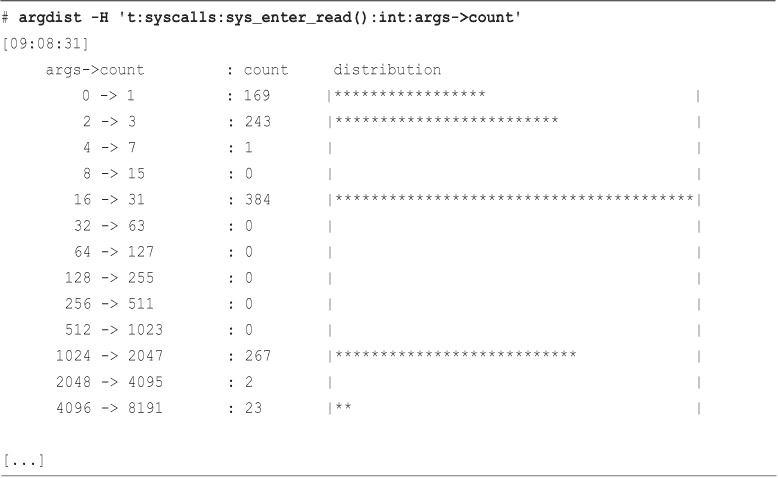 # argdist -H 't:syscalls:sys_enter_read():int:args->count'
[09:08:31]
     args->count         : count     distribution
         0 -> 1          : 169      |*****************                       |
         2 -> 3          : 243      |*************************               |
         4 -> 7          : 1        |                                        |
         8 -> 15         : 0        |                                        |
        16 -> 31         : 384      |****************************************|
        32 -> 63         : 0        |                                        |
        64 -> 127        : 0        |                                        |
       128 -> 255        : 0        |                                        |
       256 -> 511        : 0        |                                        |
       512 -> 1023       : 0        |                                        |
      1024 -> 2047       : 267      |***************************             |
      2048 -> 4095       : 2        |                                        |
      4096 -> 8191       : 23       |**                                      |
[...]